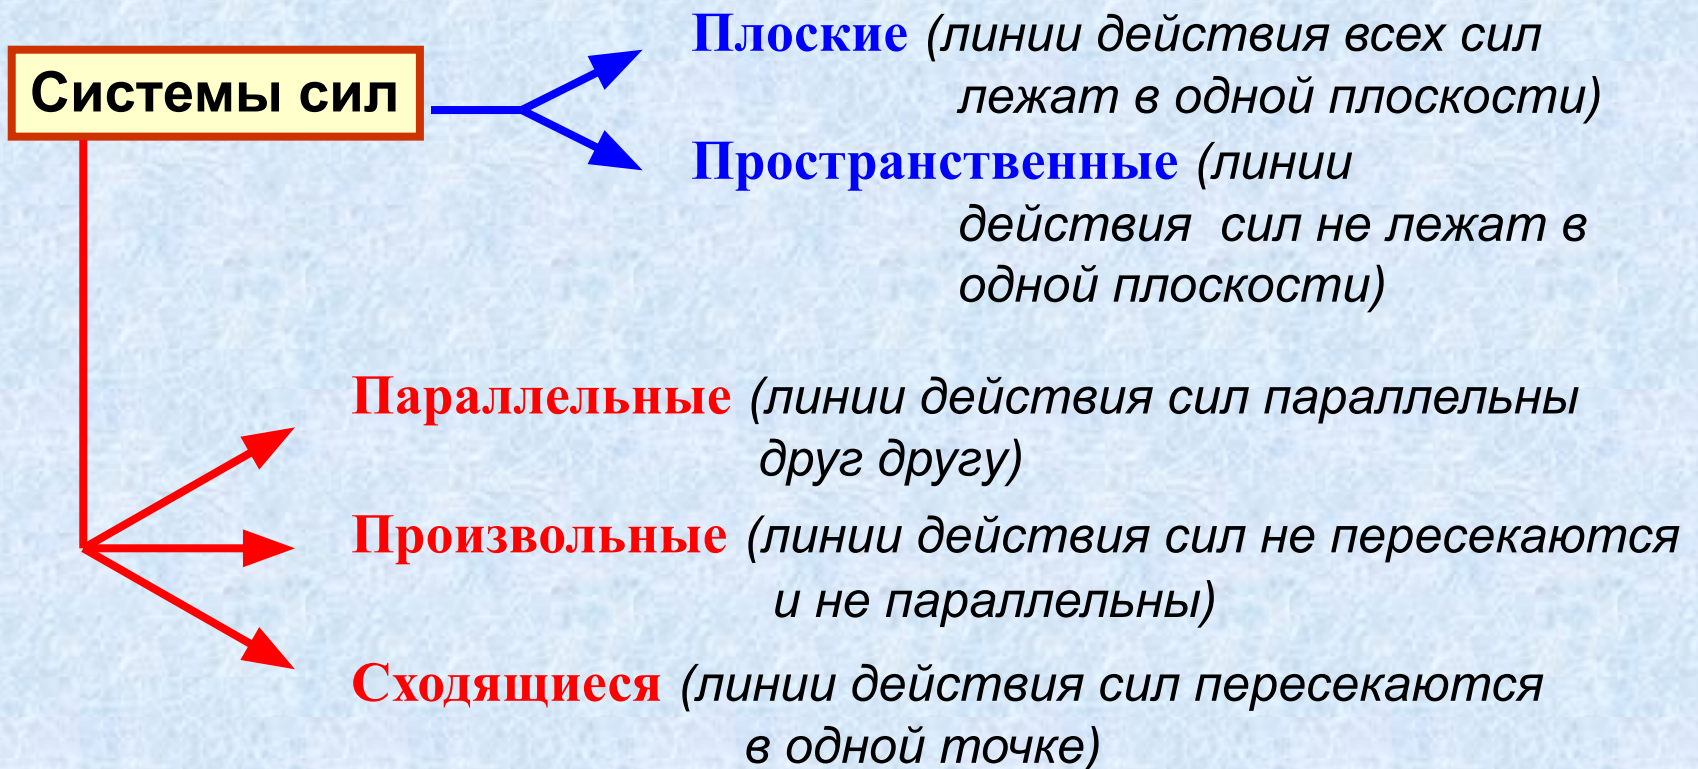 Системы сил
Плоские (линии действия всех сил
лежат в одной плоскости)
Пространственные (линии
действия сил не лежат в
одной плоскости)
Параллельные (линии действия сил параллельны
друг другу)
Произвольные (линии действия сил не пересекаются
и не параллельны)
Сходящиеся (линии действия сил пересекаются
в одной точке)